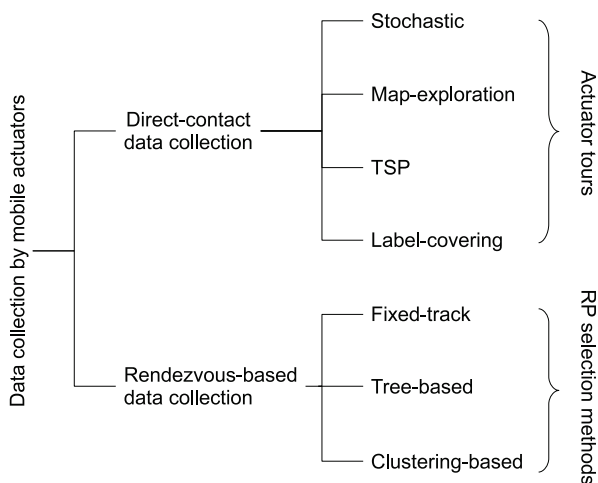 Data collection by mobile actuators
Direct-contact
data collection
Stochastic
Map-exploration
TSP
Label-covering
Actuator tours
Rendezvous-based
data collection
Fixed-track
Tree-based
Clustering-based
RP selection methods